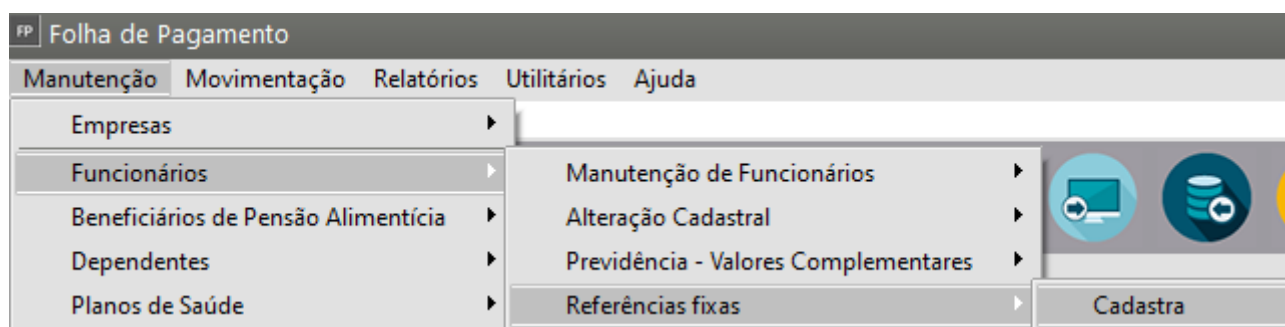 FP Folha de Pagamento
Manutenção Movimentação Relatórios Utilitários Ajuda
Empresas
Funcionários Manutenção de Funcionários
Beneficiários de Pensão Alimentícia Alteração Cadastral
Dependentes Previdência - Valores Complementares
Planos de Saúde Referências fixas Cadastra